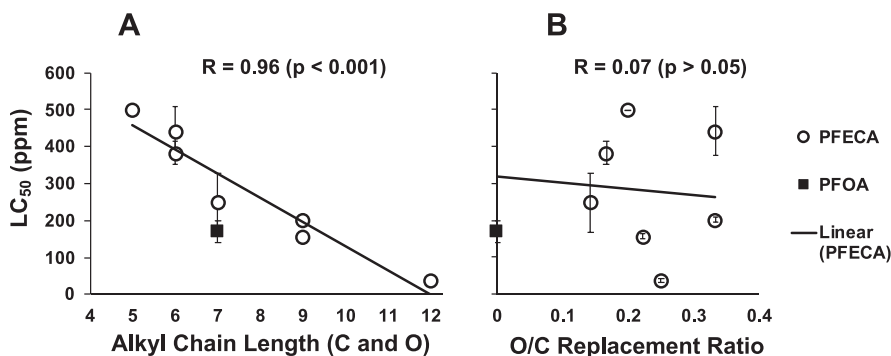 A
B
R = 0.96 (p < 0.001)
R = 0.07 (p > 0.05)
LC50 (ppm)
600
500
400
300
200
100
0
4 5 6 7 8 9 10 11 12
0 0.1 0.2 0.3 0.4
Alkyl Chain Length (C and O)
O/C Replacement Ratio
PFECA
PFOA
Linear
(PFECA)